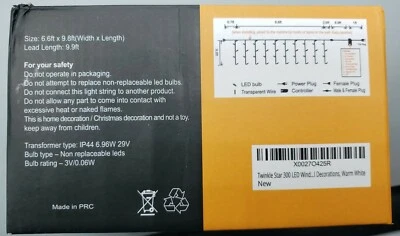 Size: 6.6ft x 9.8ft(Width x Length)
Lead Length: 9.9ft
For your safety
Do not operate in packaging.
Do not attempt to replace non-replaceable led bulbs.
Do not connect this light string to another product.
Do not allow any part to come into contact with
excessive heat or naked flames.
This is home decoration / Christmas decoration and not a toy.
keep away from children.
Transformer type: IP44 6.96W 29V
Bulb type - Non replaceable leds
Bulb rating - 3V/0.06W
Made in PRC
LED bulb
Power Plug
Female Plug
Transparent Wire
Controller
Male & Female Plug
X0027O425R
Twinkle Star 300 LED Wind...l Decorations, Warm White
New